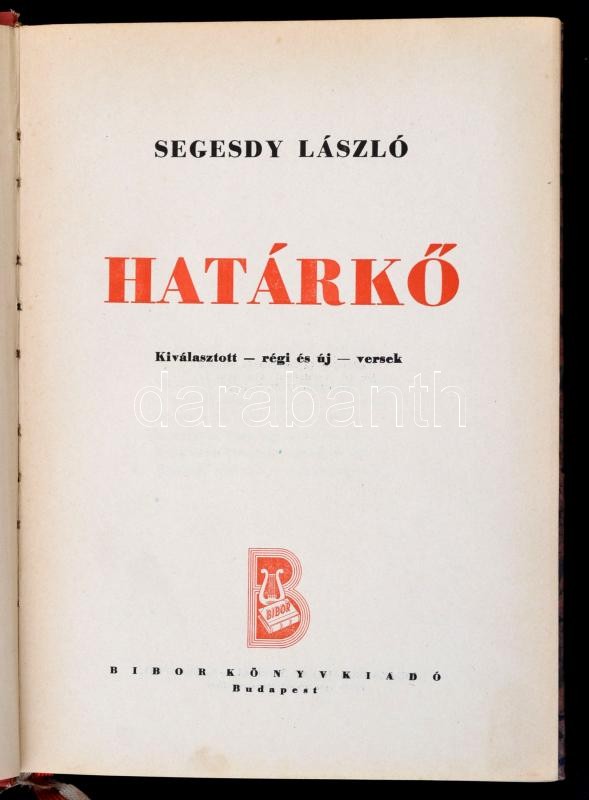 SEGESDY LÁSZLÓ
HATÁRKŐ
Kiválasztott — régi és új — versek
darabanth
BIBOR
BIBOR KÖNYVKIADÓ
Budapest